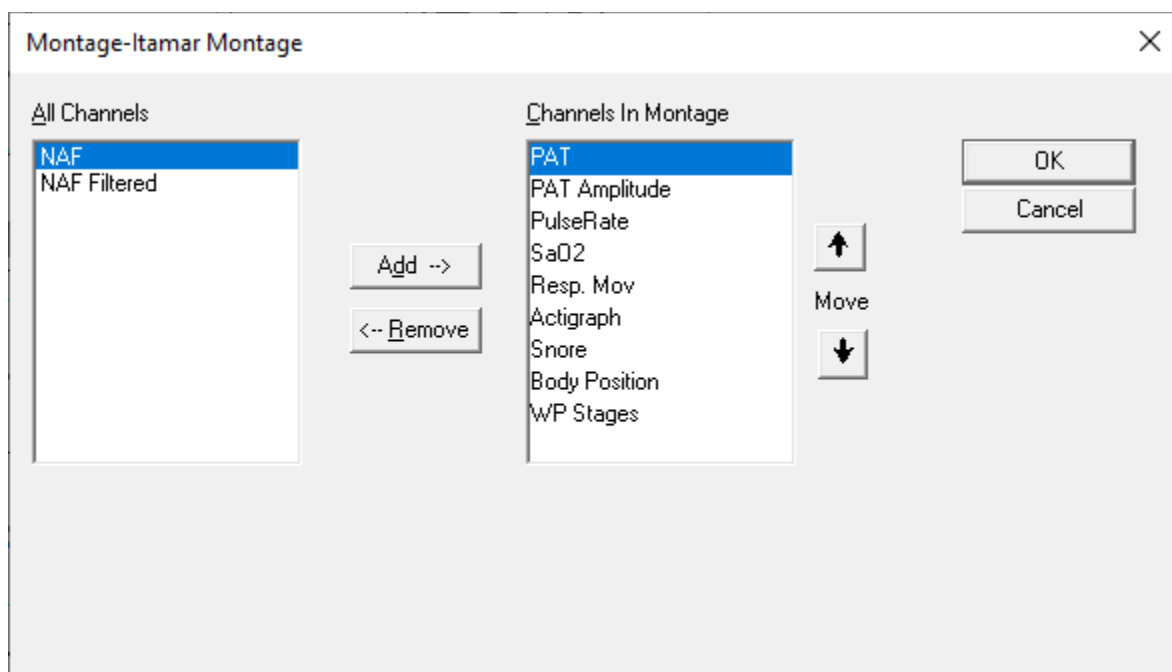 Montage-Itamar Montage
All Channels
NAF
NAF Filtered
Add -->
<-- Remove
Channels In Montage
PAT
PAT Amplitude
PulseRate
SaO2
Resp. Mov
Actigraph
Snore
Body Position
WP Stages
Move
OK
Cancel